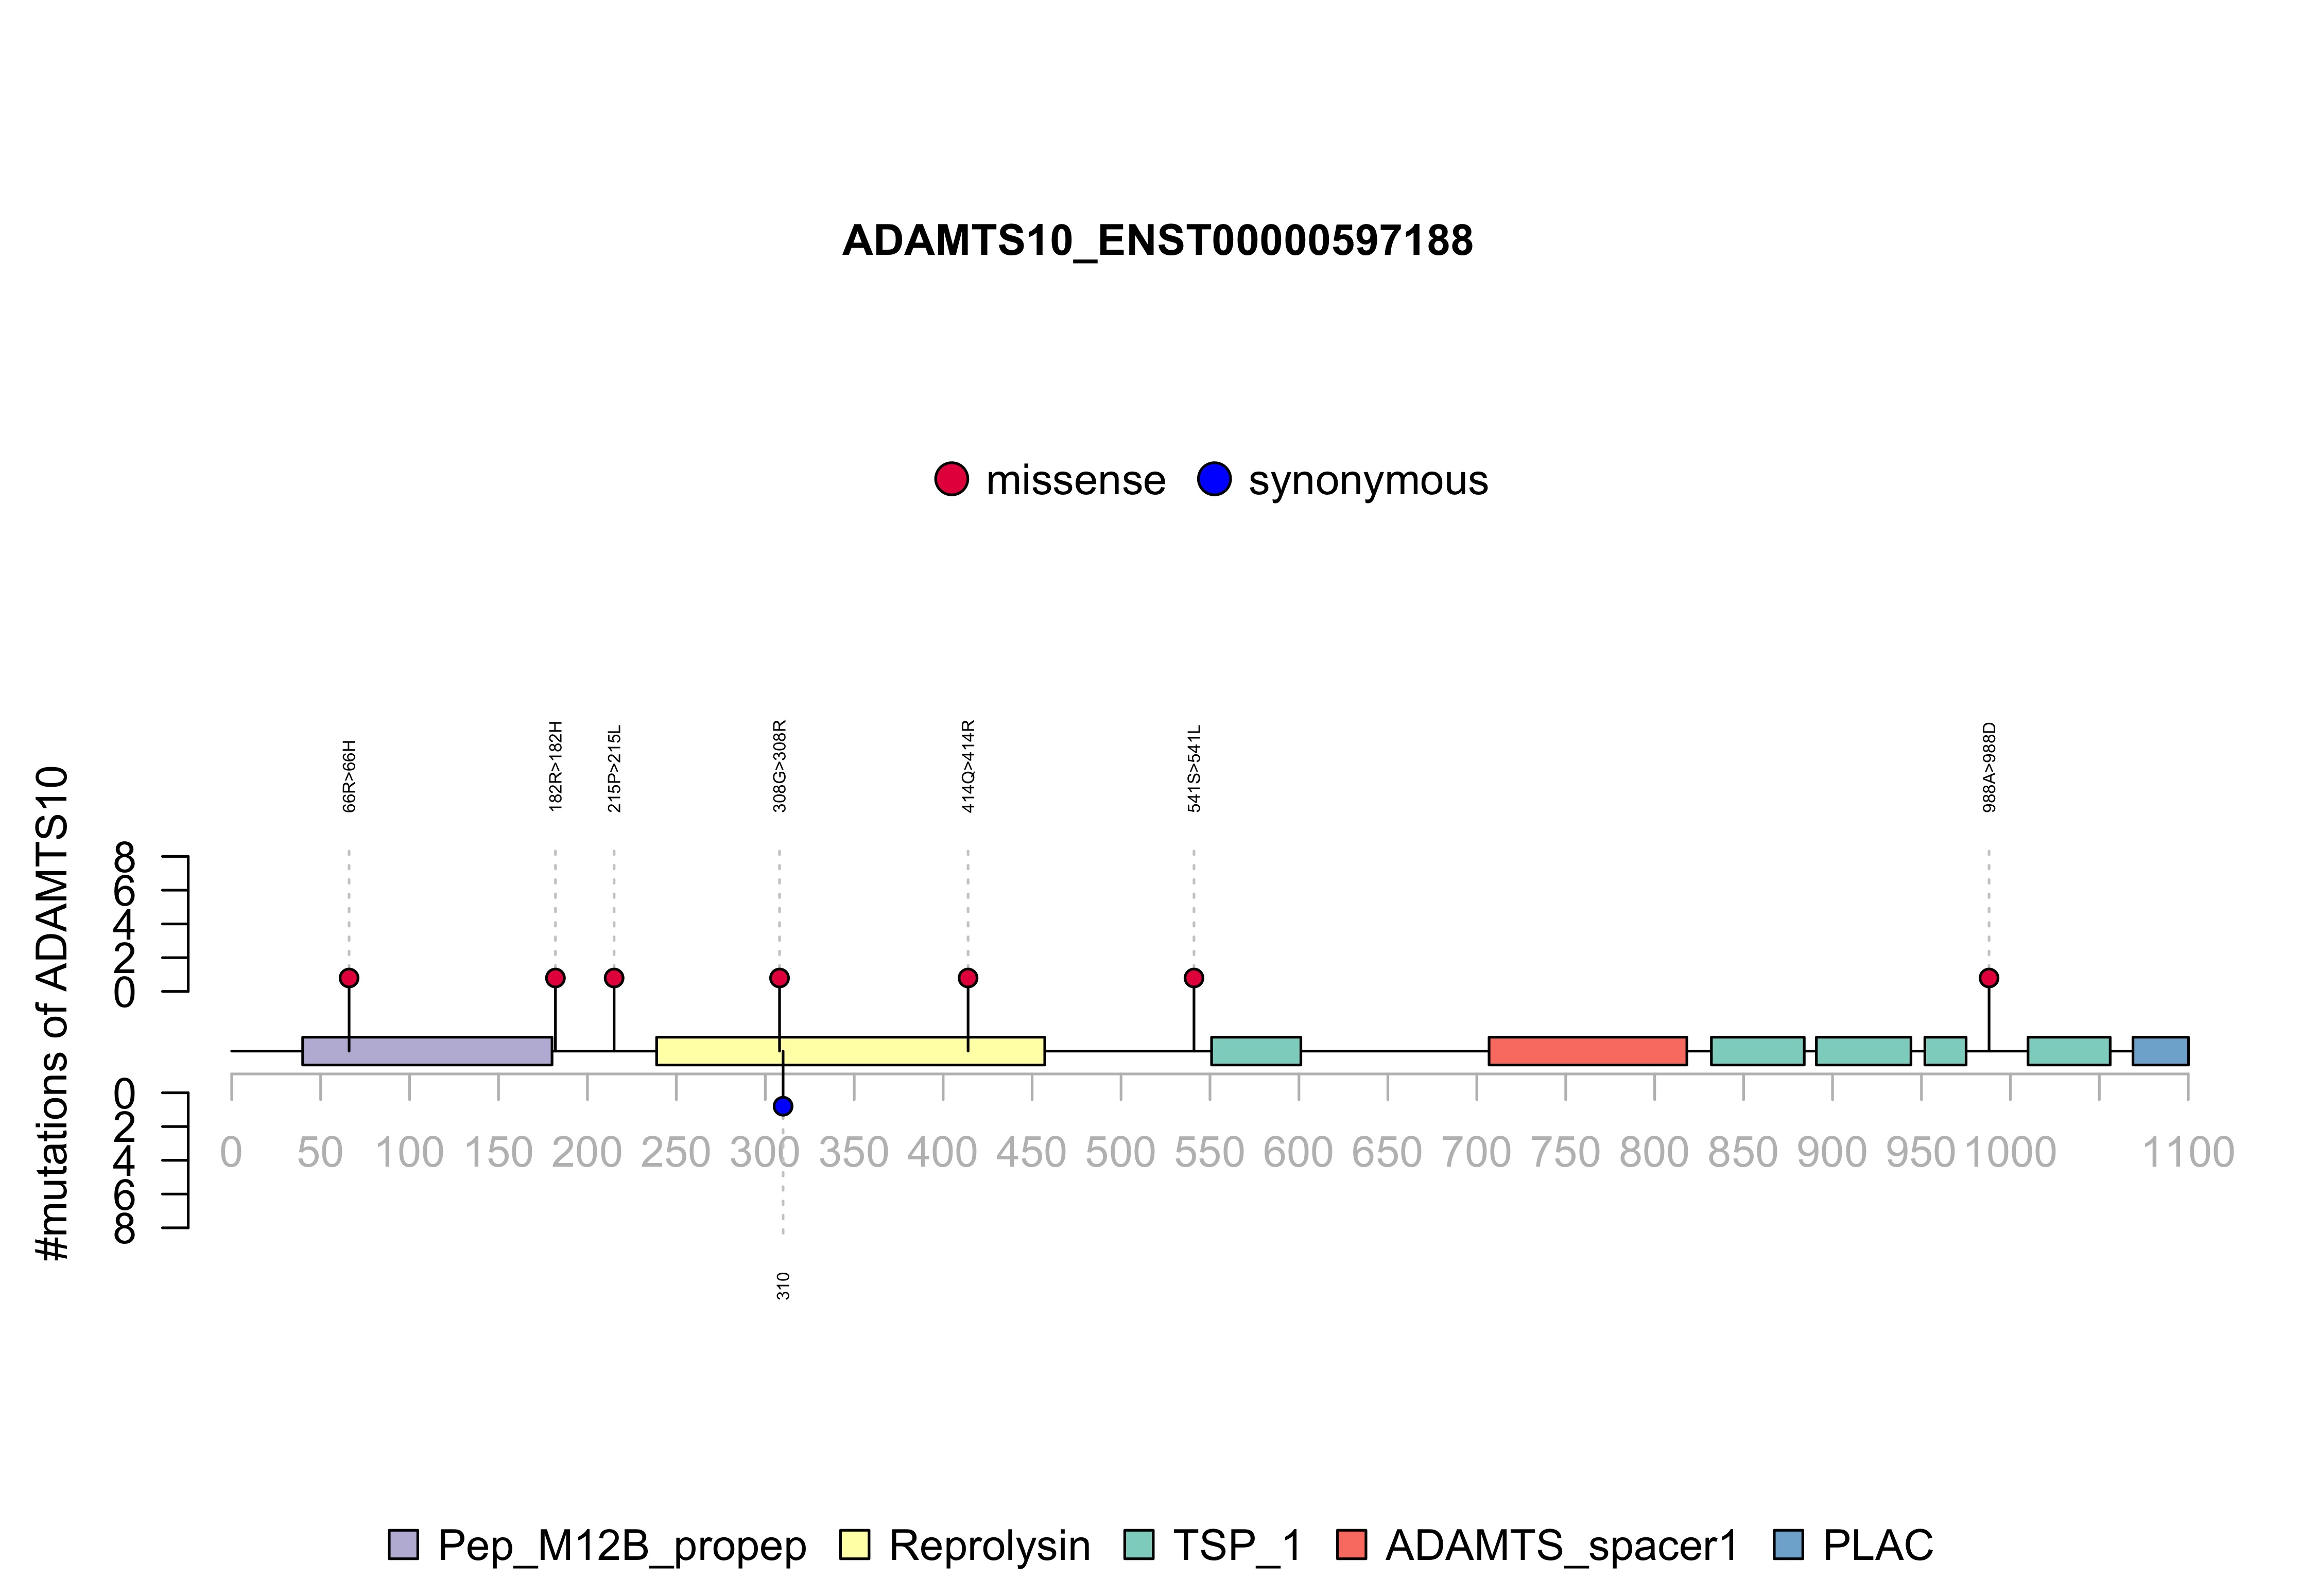 ADAMTS10_ENST00000597188
missense synonymous
66R>66H 182R>182H 215P>215L 308G>308R 414Q>414R 541S>541L 988A>988D
#mutations of ADAMTS10
8
6
4
2
0
0
2
4
6
8
0 50 100 150 200 250 300 350 400 450 500 550 600 650 700 750 800 850 900 950 1000 1100
310
Pep_M12B_propep Reprolysin TSP_1 ADAMTS_spacer1 PLAC